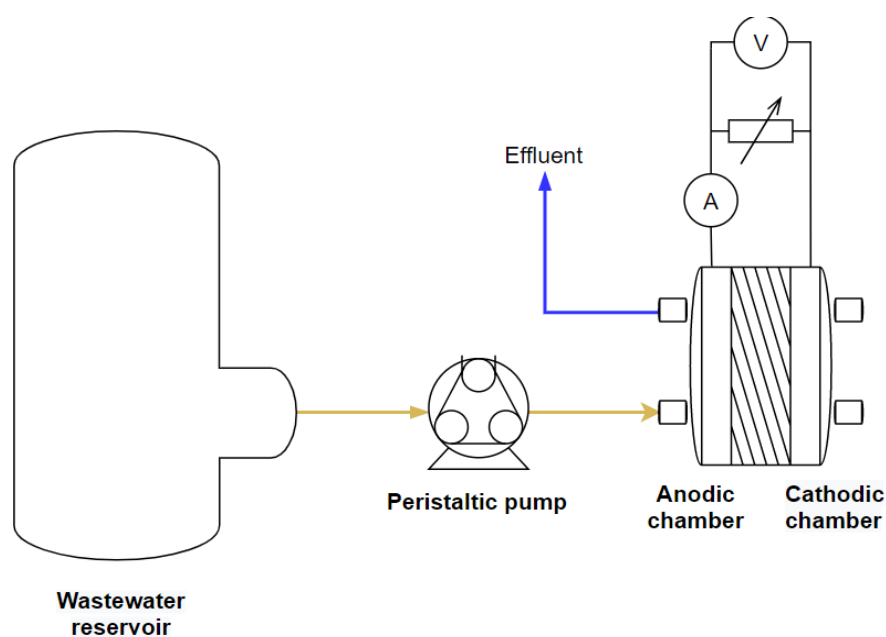 V
Effluent
A
Peristaltic pump
Anodic
chamber
Cathodic
chamber
Wastewater
reservoir